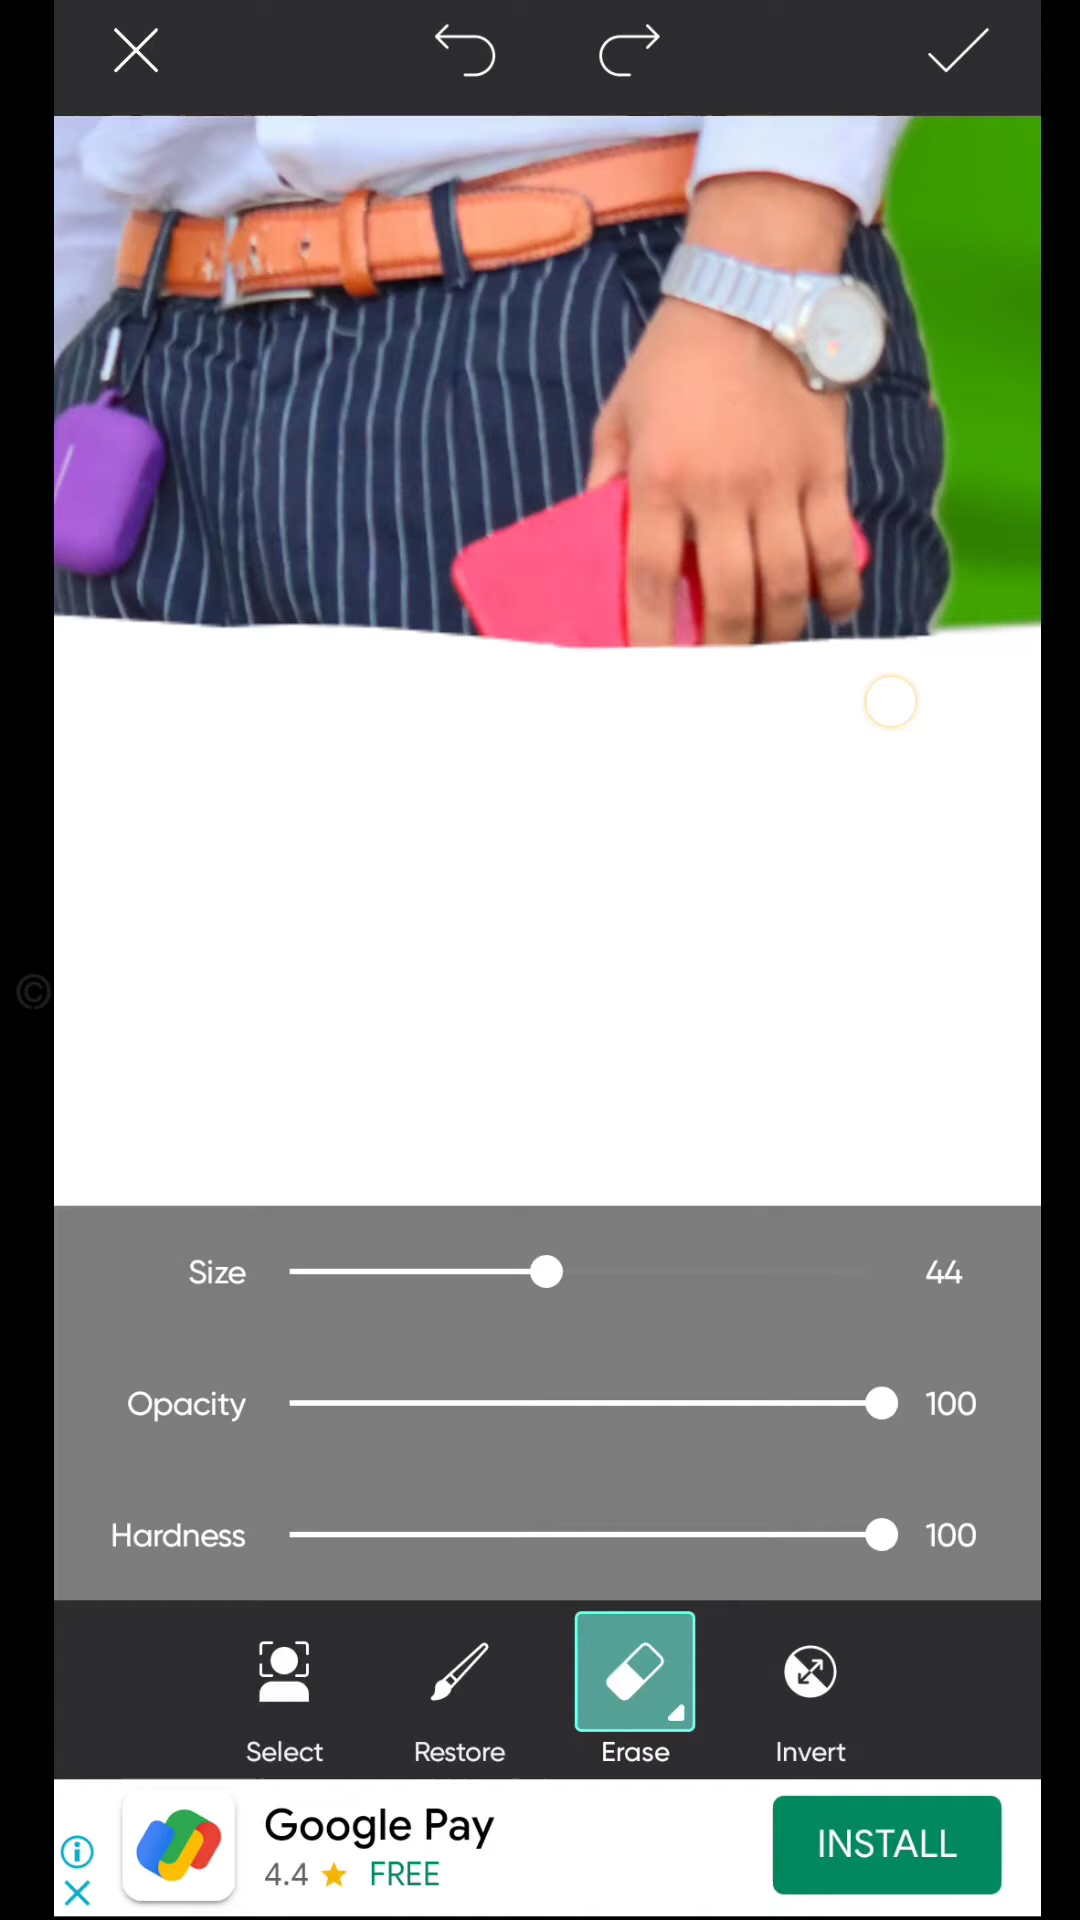 ©
Size 44
Opacity 100
Hardness 100
Select Restore Erase Invert
Google Pay
4.4 FREE
INSTALL